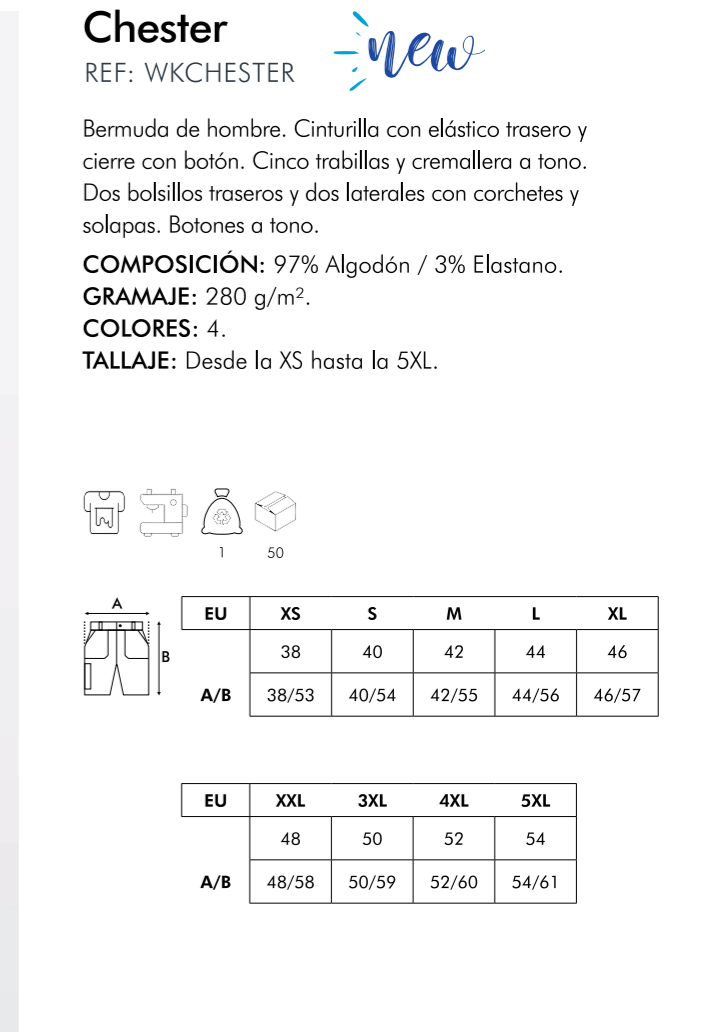 Chester
new
REF: WKCHESTER
Bermuda de hombre. Cinturilla con elástico trasero y
cierre con botón. Cinco trabillas y cremallera a tono.
Dos bolsillos traseros y dos laterales con corchetes y
solapas. Botones a tono.
COMPOSICIÓN: 97% Algodón / 3% Elastano.
GRAMAJE: 280 g/m².
COLORES: 4.
TALLAJE: Desde la XS hasta la 5XL.
1 50
A
B
EU XS S M L XL
38 40 42 44 46
A/B 38/53 40/54 42/55 44/56 46/57
EU XXL 3XL 4XL 5XL
48 50 52 54
A/B 48/58 50/59 52/60 54/61